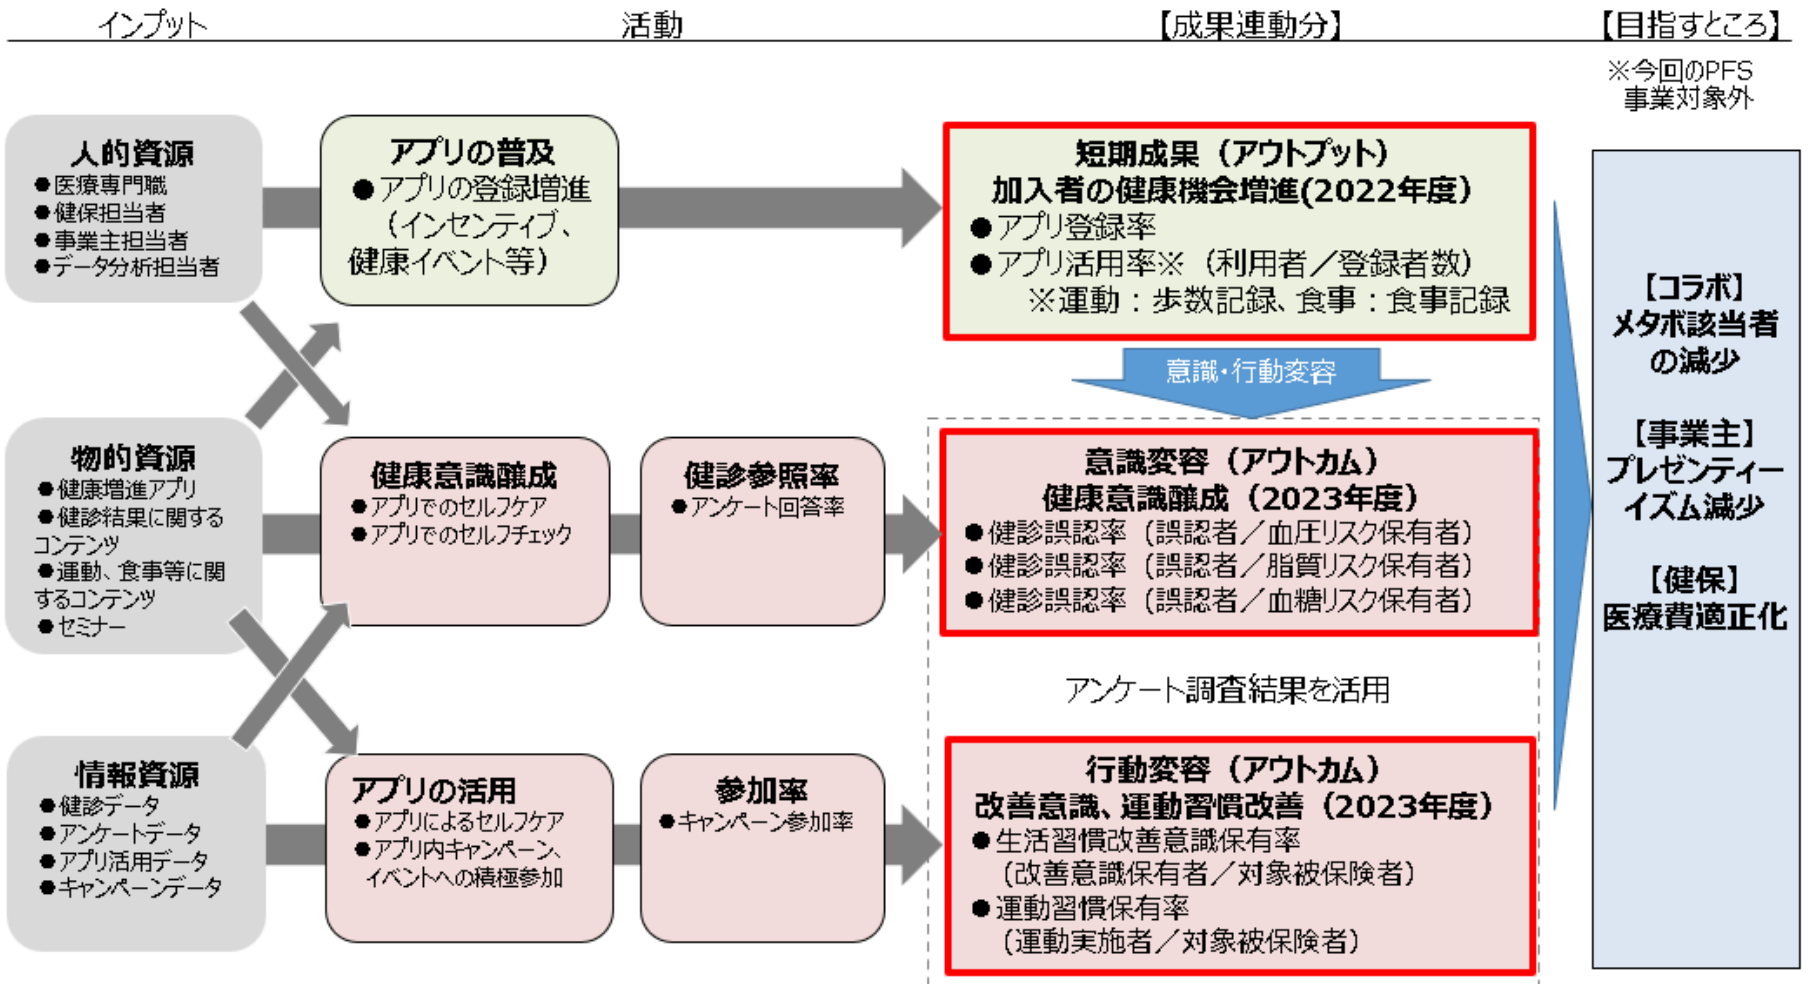 インプット
活動
【成果連動分】
【目指すところ】
※今回のPFS
事業対象外
人的資源
●医療専門職
●健保担当者
●事業主担当者
●データ分析担当者
アプリの普及
●アプリの登録増進
（インセンティブ、
健康イベント等）
短期成果（アウトプット）
加入者の健康機会増進(2022年度）
●アプリ登録率
●アプリ活用率※（利用者／登録者数）
※運動：歩数記録、食事：食事記録
意識・行動変容
物的資源
●健康増進アプリ
●健診結果に関する
コンテンツ
●運動、食事等に関
するコンテンツ
●セミナー
健康意識醸成
●アプリでのセルフケア
●アプリでのセルフチェック
健診参照率
●アンケート回答率
意識変容（アウトカム）
健康意識醸成（2023年度）
●健診誤認率（誤認者／血圧リスク保有者）
●健診誤認率（誤認者／脂質リスク保有者）
●健診誤認率（誤認者／血糖リスク保有者）
アンケート調査結果を活用
情報資源
●健診データ
●アンケートデータ
●アプリ活用データ
●キャンペーンデータ
アプリの活用
●アプリによるセルフケア
●アプリ内キャンペーン、
イベントへの積極参加
参加率
●キャンペーン参加率
行動変容（アウトカム）
改善意識、運動習慣改善（2023年度）
●生活習慣改善意識保有率
（改善意識保有者／対象被保険者）
●運動習慣保有率
（運動実施者／対象被保険者）
【コラボ】
メタボ該当者
の減少
【事業主】
プレゼンティー
イズム減少
【健保】
医療費適正化